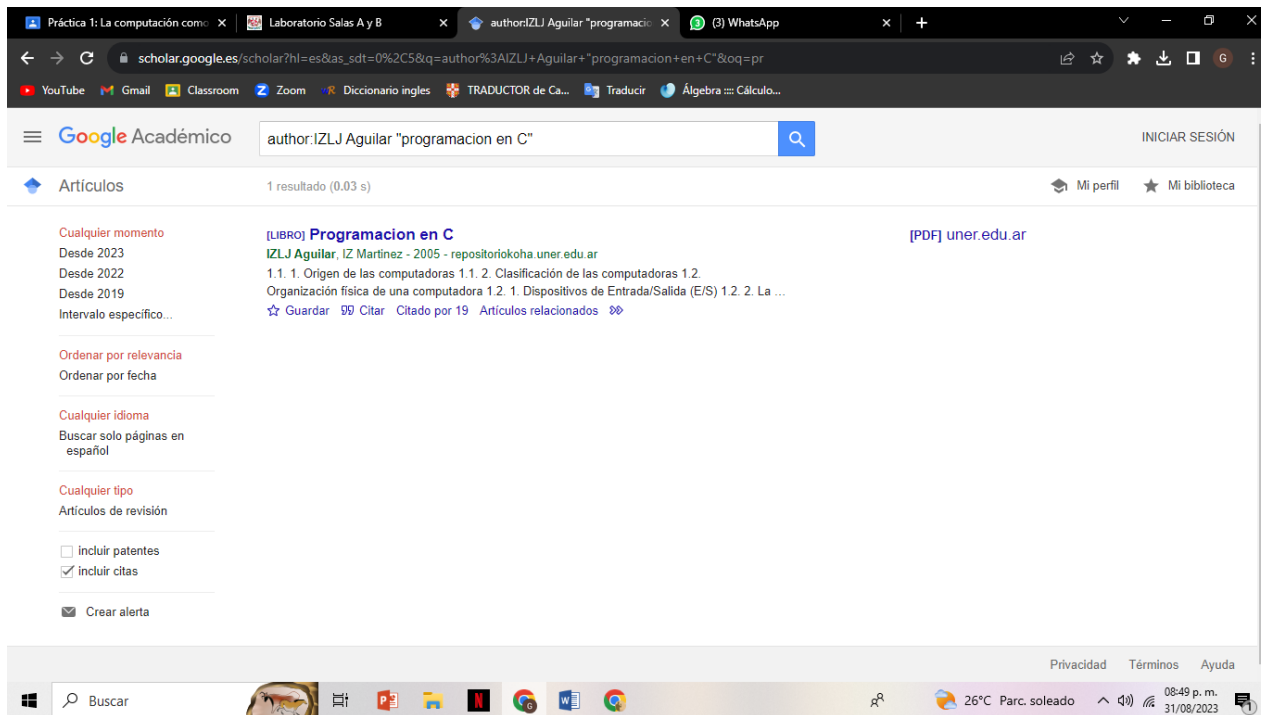 Práctica 1: La computación como
Laboratorio Salas A y B
author:IZLJ Aguilar "programacio
(3) WhatsApp
scholar.google.es/scholar?hl=es&as_sdt=0%2C5&q=author%3AIZLJ+Aguilar+"programacion+en+C"&oq=pr
G
YouTube
Gmail
Classroom
Zoom
Diccionario ingles
TRADUCTOR de Ca...
Traducir
Álgebra :::: Cálculo...
Google Académico
author:IZLJ Aguilar "programacion en C"
INICIAR SESIÓN
Artículos
1 resultado (0.03 s)
Mi perfil
Mi biblioteca
Cualquier momento
Desde 2023
Desde 2022
Desde 2019
Intervalo específico...
Ordenar por relevancia
Ordenar por fecha
Cualquier idioma
Buscar solo páginas en
español
Cualquier tipo
Artículos de revisión
incluir patentes
incluir citas
Crear alerta
[LIBRO] Programacion en C
IZLJ Aguilar, IZ Martinez - 2005 - repositoriokoha.uner.edu.ar
1.1. 1. Origen de las computadoras 1.1. 2. Clasificación de las computadoras 1.2.
Organización física de una computadora 1.2. 1. Dispositivos de Entrada/Salida (E/S) 1.2. 2. La …
Guardar Citar Citado por 19 Artículos relacionados
[PDF] uner.edu.ar
Privacidad Términos Ayuda
Buscar
26°C Parc. soleado
08:49 p. m.
31/08/2023
1